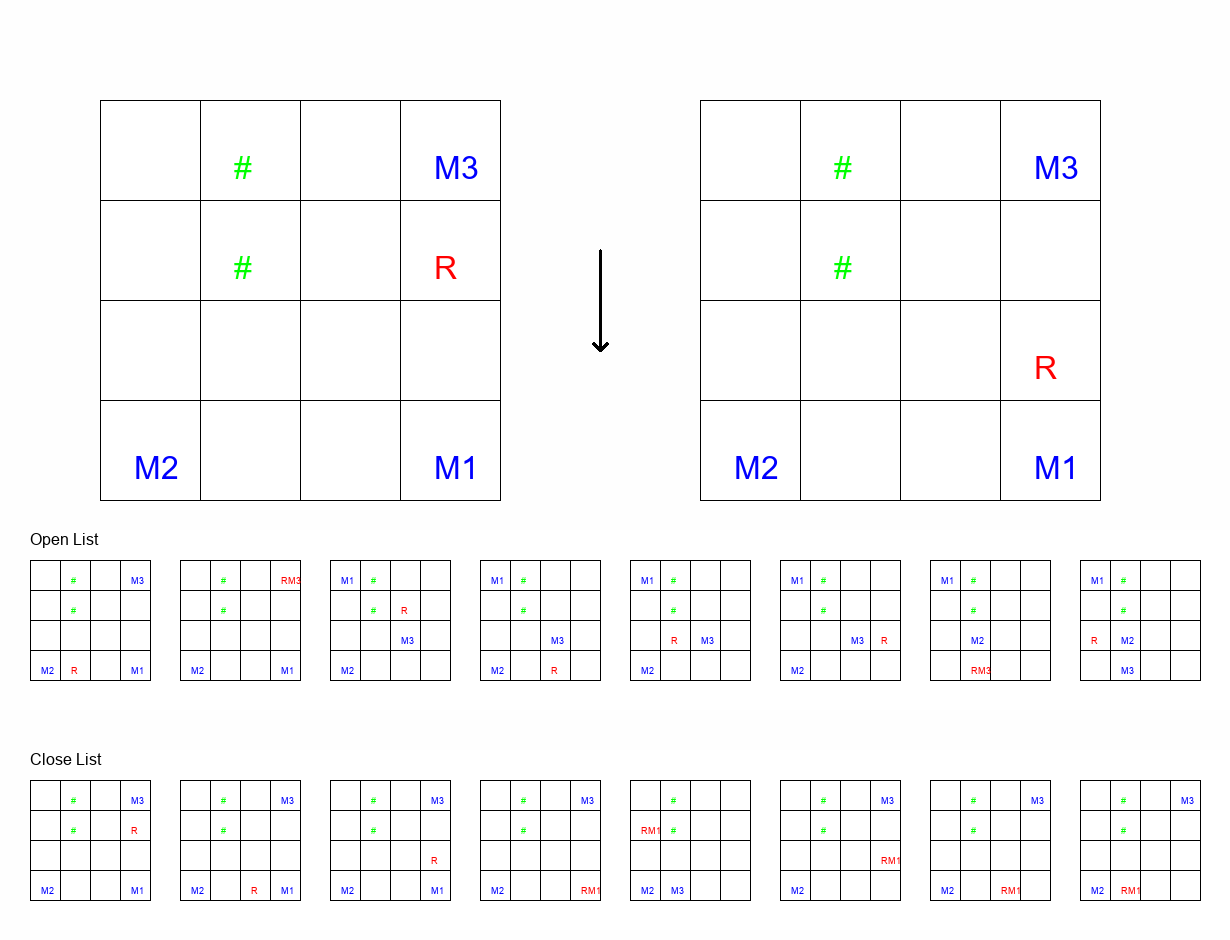 # # M3
# R #
R
M2 M1 M2 M1
Open List
# M3 # RM3 M1 # M1 # M1 # M1 # M1 # M1 #
# # # R # # # # #
M3 M3 R M3 M3 R M2 R M2
M2 R M1 M2 M1 M2 M2 R M2 M2 RM3 M3
Close List
# M3 # M3 # M3 # M3 # # M3 # M3 # M3
# R # # # RM1 # # # #
R RM1
M2 M1 M2 R M1 M2 M1 M2 RM1 M2 M3 M2 M2 RM1 M2 RM1